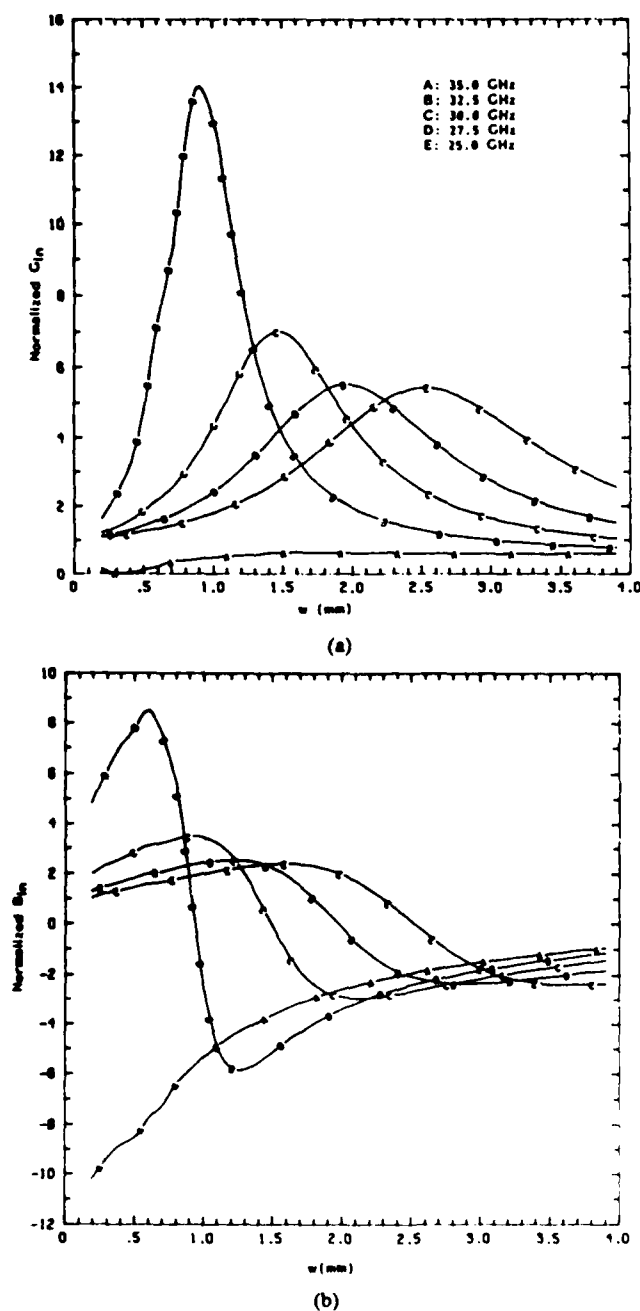 16
14
12
10
8
6
4
2
0
Normalized G_in
A: 35.0 GHz
B: 32.5 GHz
C: 30.0 GHz
D: 27.5 GHz
E: 25.0 GHz
0 .5 1.0 1.5 2.0 2.5 3.0 3.5 4.0
w (mm)
(a)
10
8
6
4
2
0
-2
-4
-6
-8
-10
-12
Normalized B_in
0 .5 1.0 1.5 2.0 2.5 3.0 3.5 4.0
w(mm)
(b)